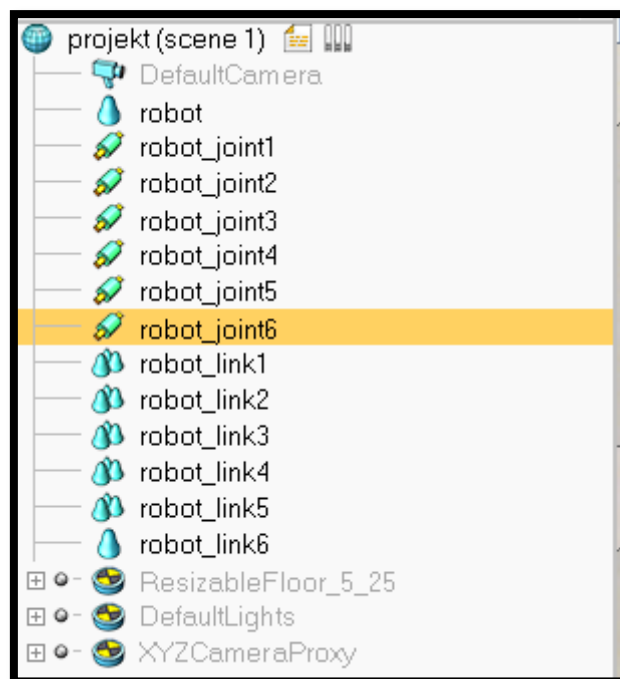 projekt (scene 1)
DefaultCamera
robot
robot_joint1
robot_joint2
robot_joint3
robot_joint4
robot_joint5
robot_joint6
robot_link1
robot_link2
robot_link3
robot_link4
robot_link5
robot_link6
ResizableFloor_5_25
DefaultLights
XYZCameraProxy